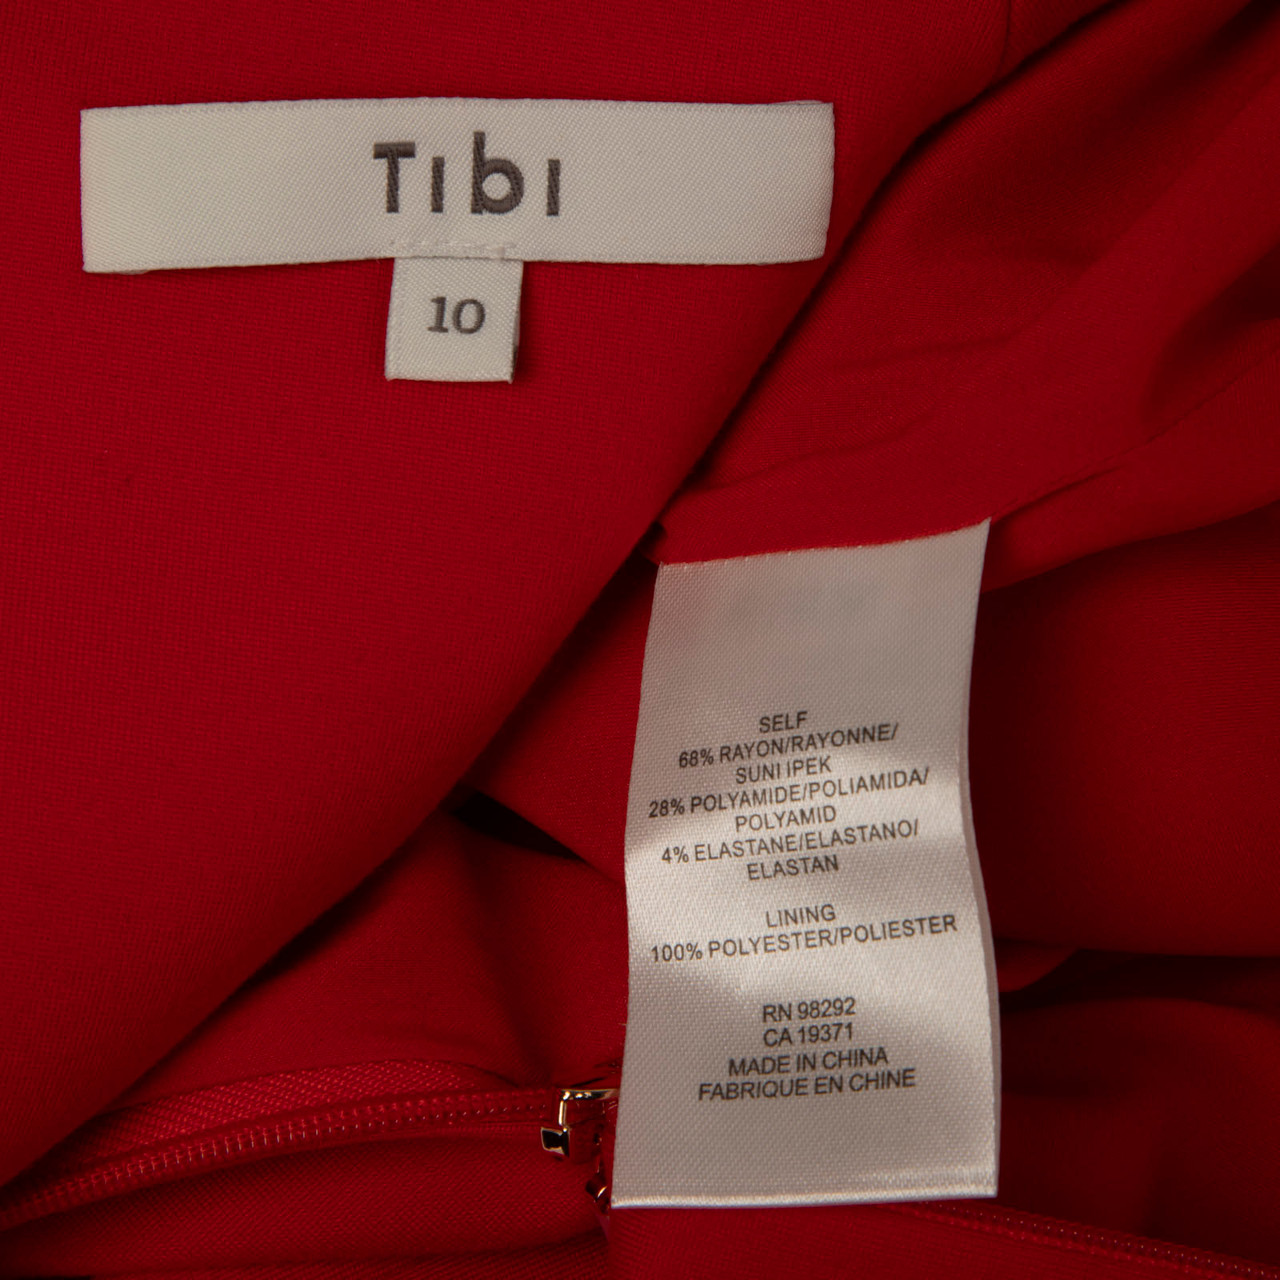 Tibi
10
SELF
68% RAYON/RAYONNE/
SUNI IPEK
28% POLYAMIDE/POLIAMIDA/
POLYAMID
4% ELASTANE/ELASTANO/
ELASTAN
LINING
100% POLYESTER/POLIESTER
RN 98292
CA 19371
MADE IN CHINA
FABRIQUE EN CHINE